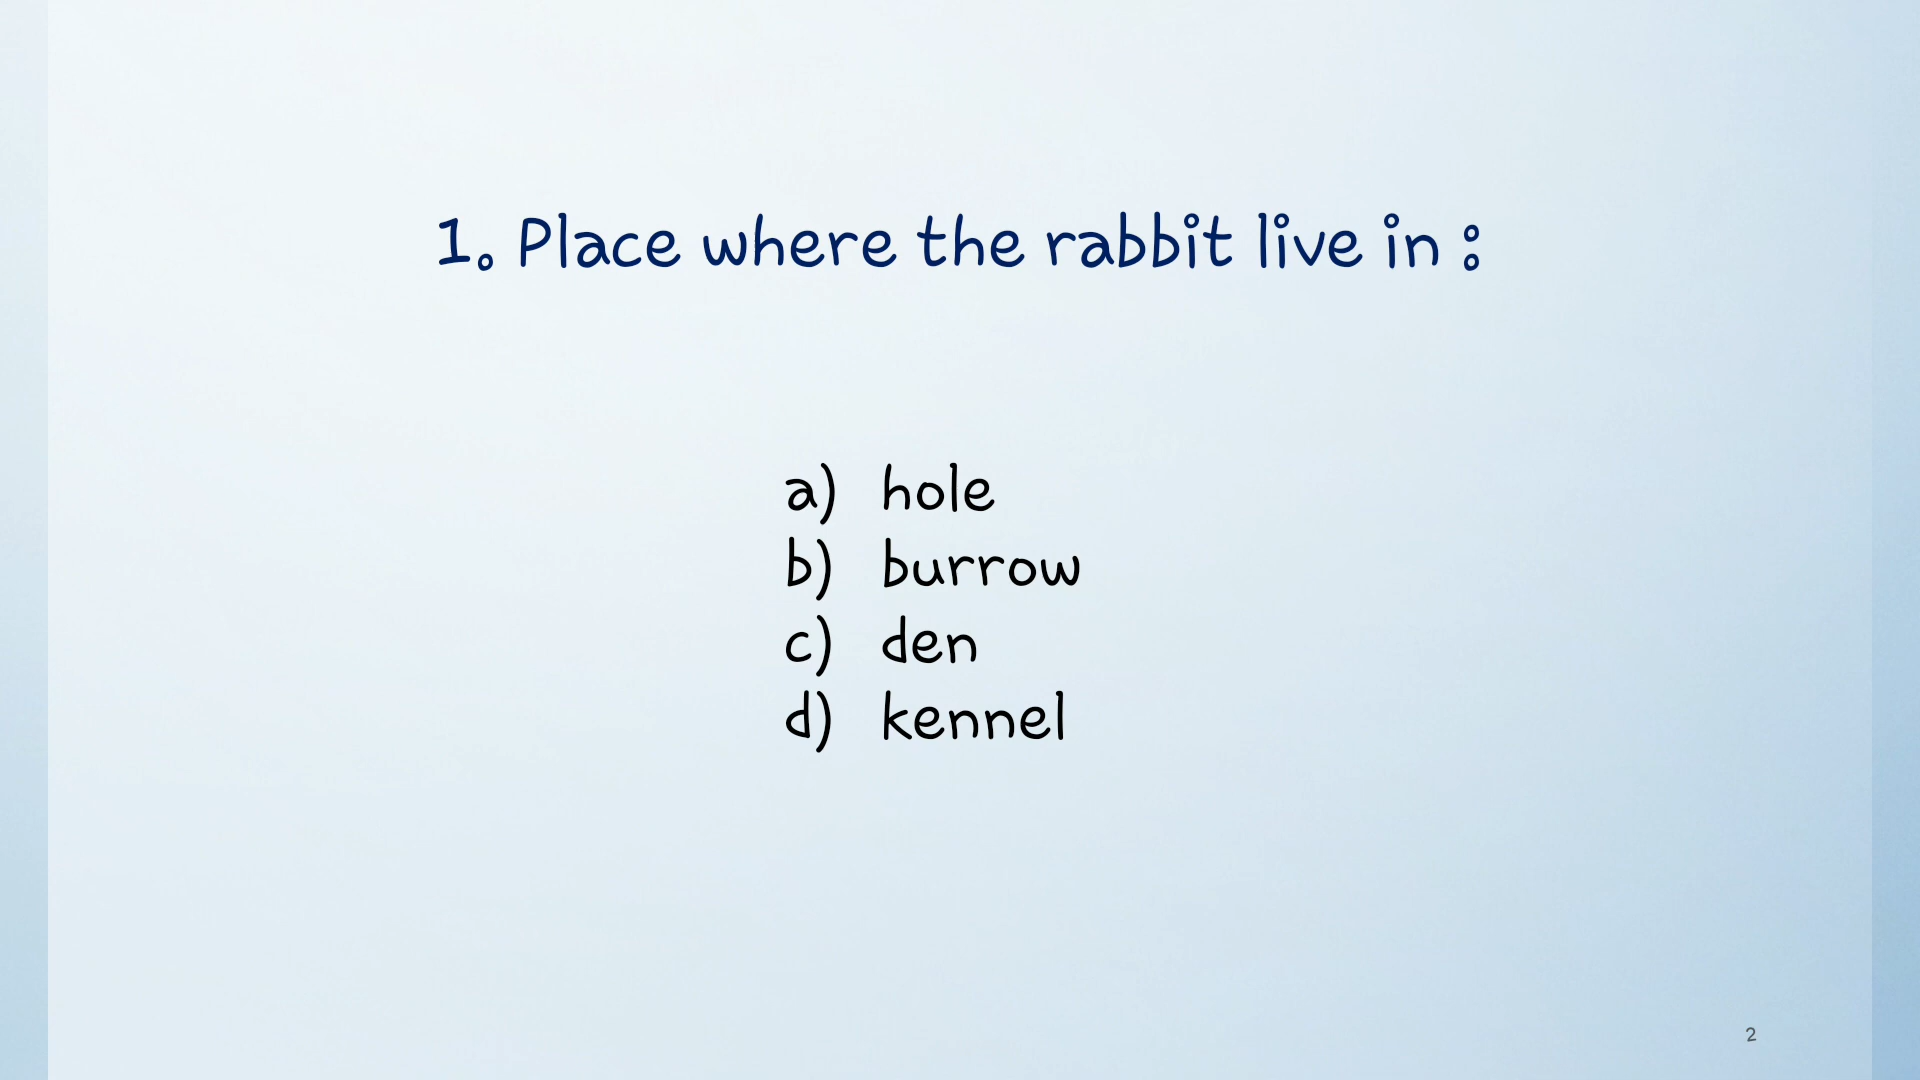 1. Place where the rabbit live in :
a) hole
b) burrow
c) den
d) kennel
2